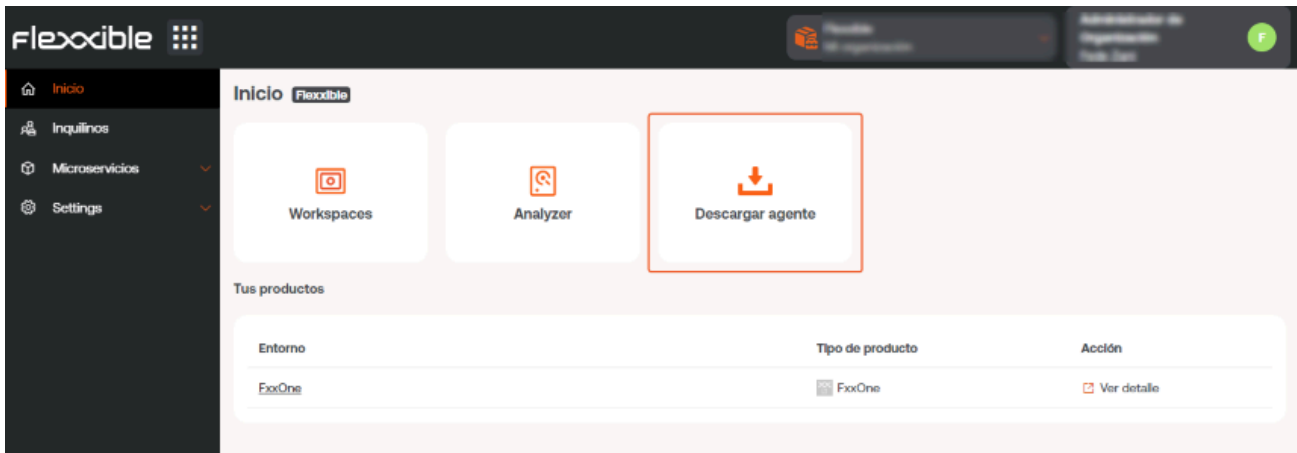 Flexxible
Inicio
Inquilinos
Microservicios
Settings
F
Inicio Flexxible
Workspaces
Analyzer
Descargar agente
Tus productos
Entorno Tipo de producto Acción
FxxOne FxxOne Ver detalle